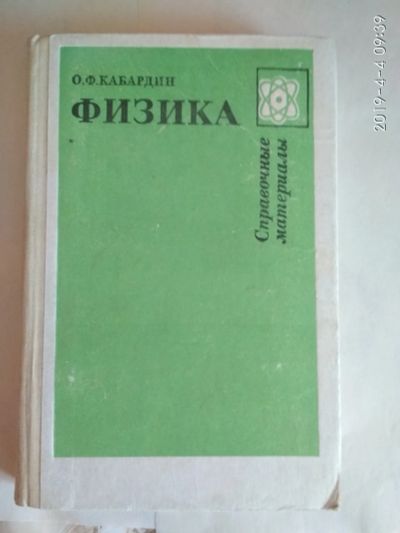 О.Ф.КАБАРДИН
ФИЗИКА
Справочные
материалы
2019-4-4 09:39